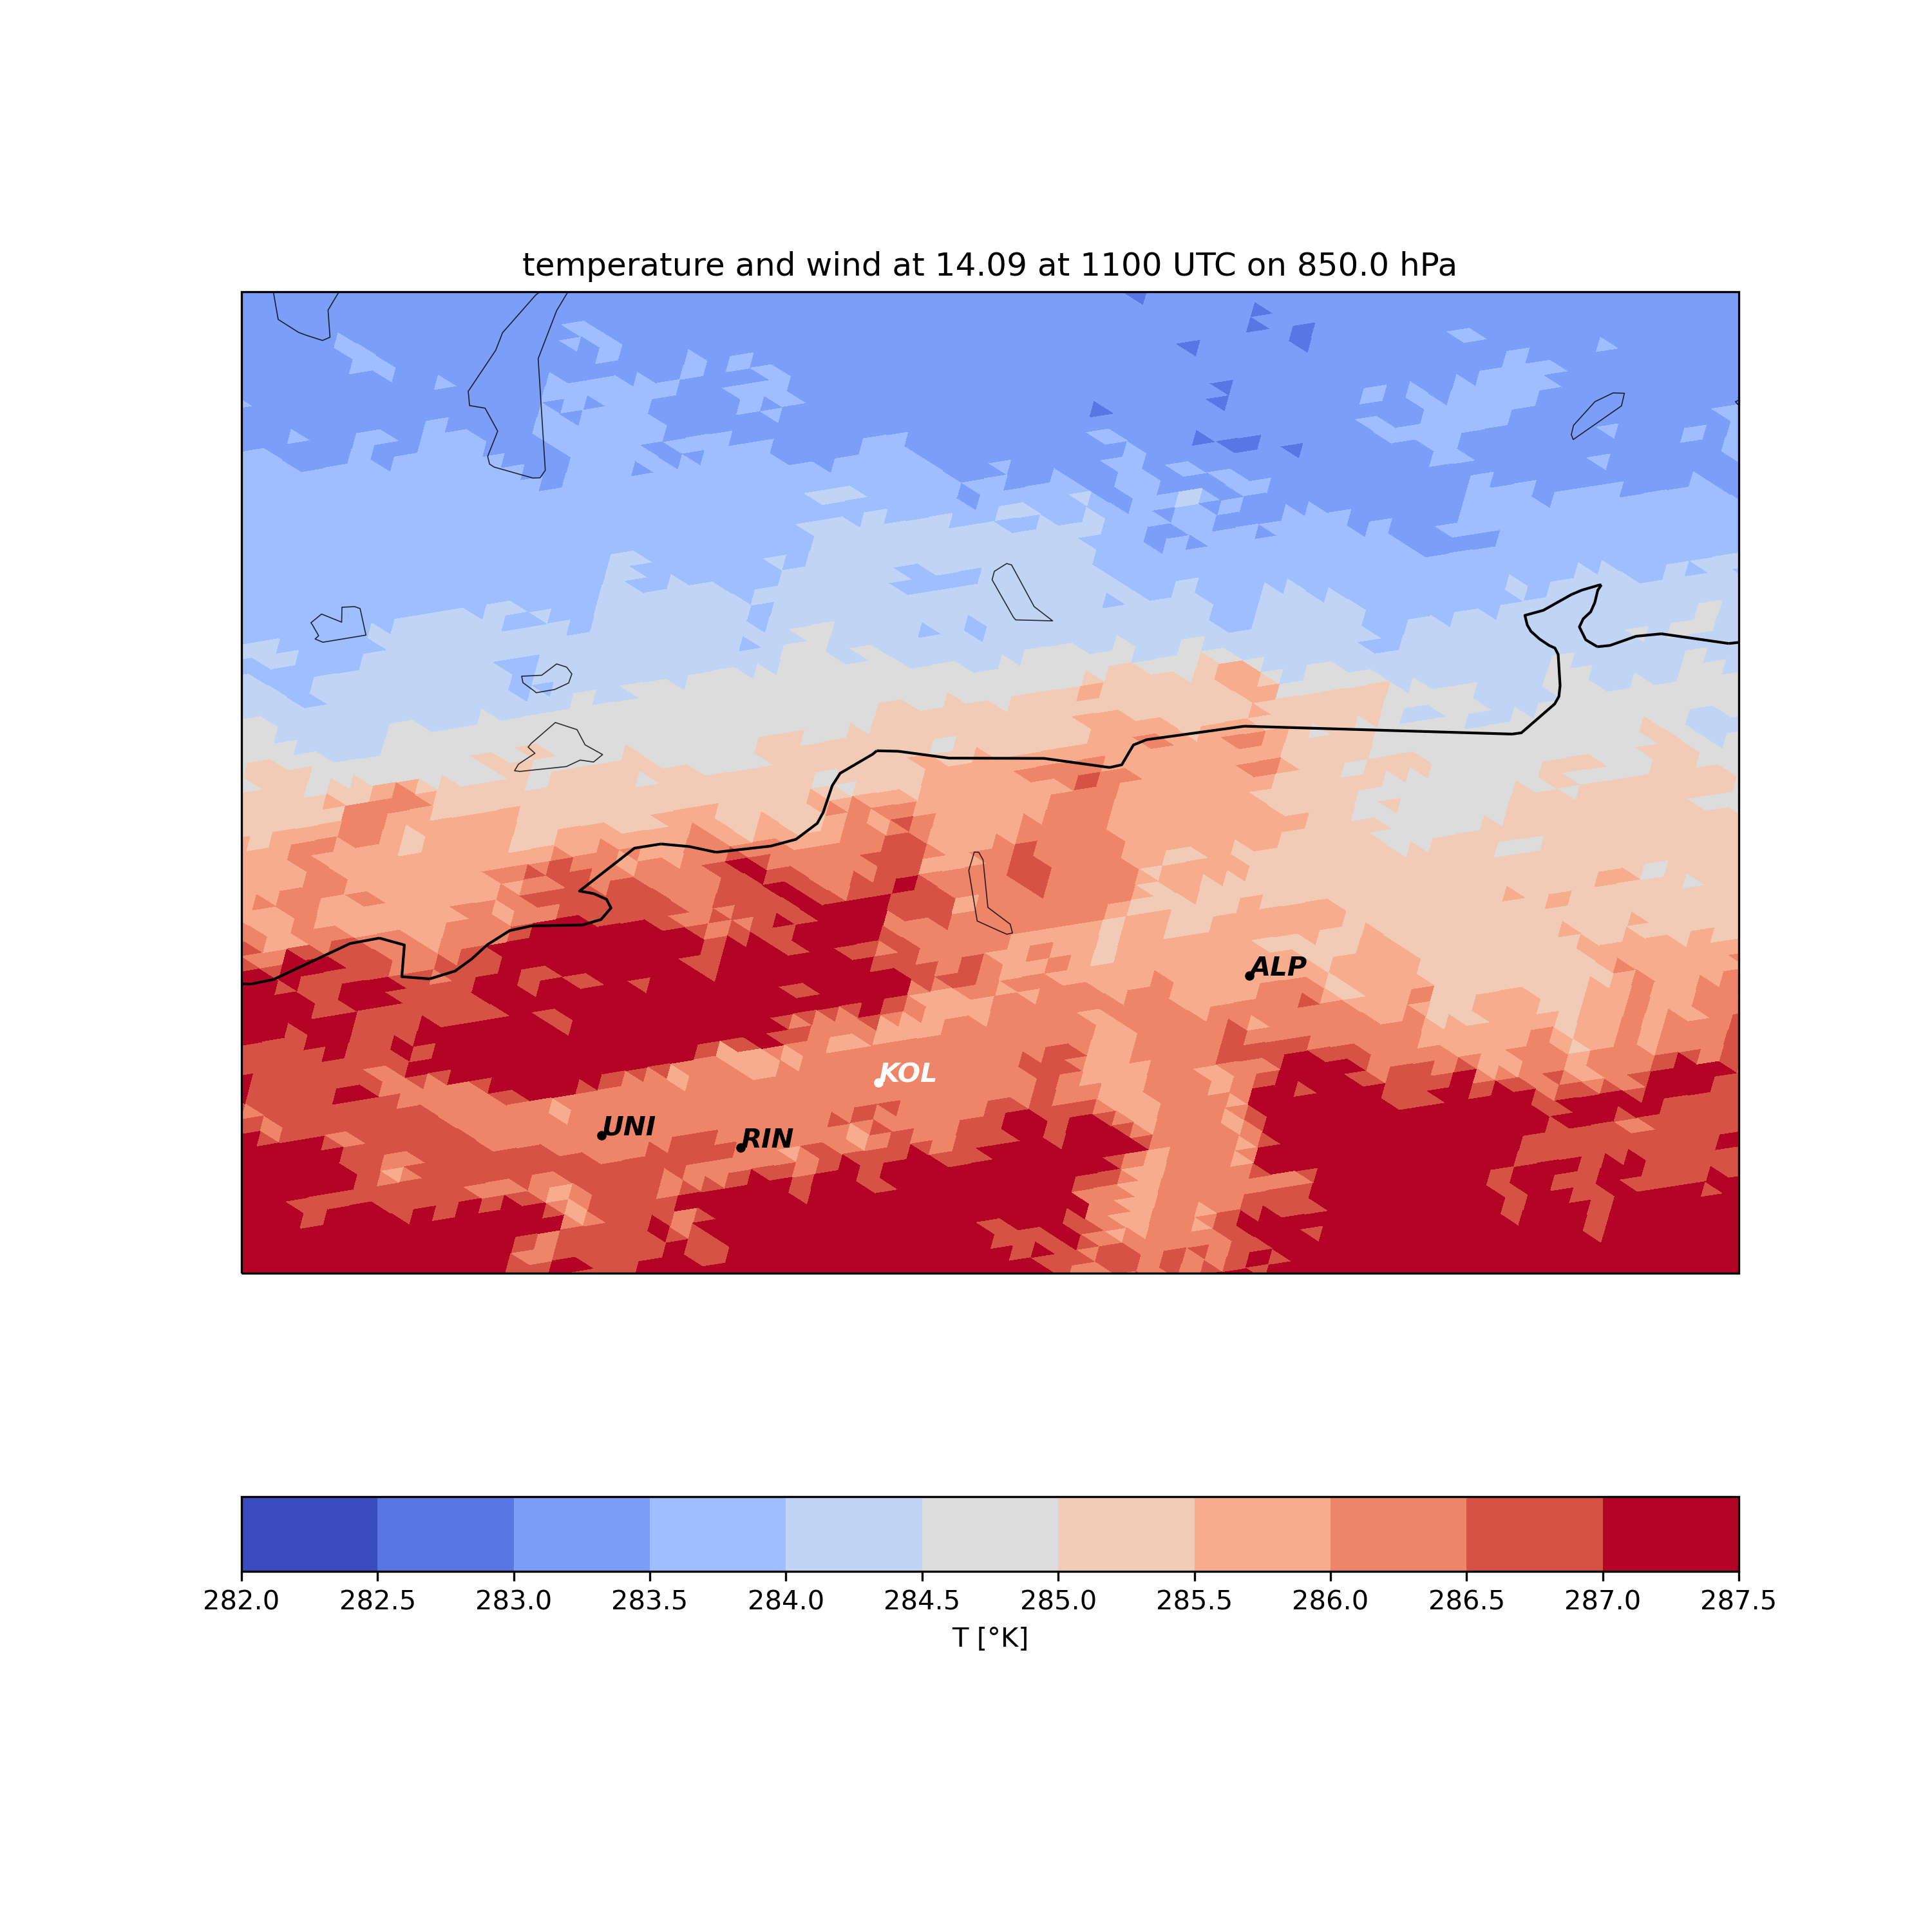 temperature and wind at 14.09 at 1100 UTC on 850.0 hPa
ALP
KOL
UNI
RIN
282.0 282.5 283.0 283.5 284.0 284.5 285.0 285.5 286.0 286.5 287.0 287.5
T [°K]